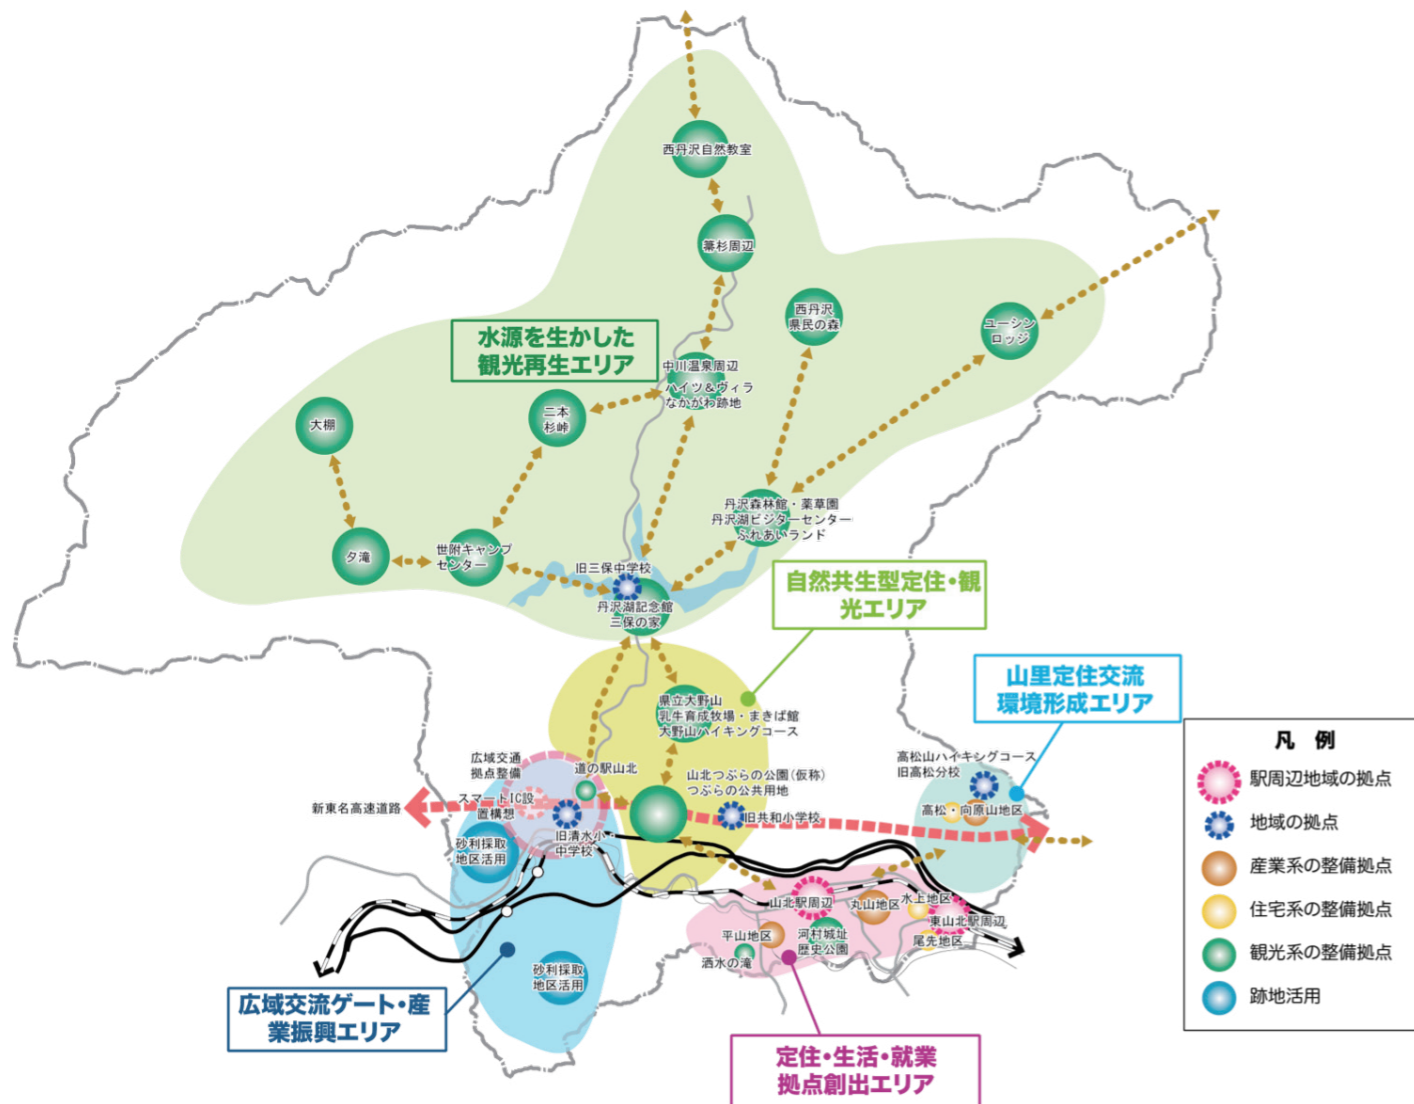 西丹沢自然教室
箒杉周辺
西丹沢
県民の森
ユーシン
ロッジ
水源を生かした
観光再生エリア
中川温泉周辺
ハイツ＆ヴィラ
なかがわ跡地
大棚
二本
杉峠
丹沢森林館・薬草園
丹沢湖ビジターセンター
ふれあいランド
夕滝
世附キャンプ
センター
旧三保中学校
丹沢湖記念館
三保の家
自然共生型定住・観
光エリア
山里定住交流
環境形成エリア
県立大野山
乳牛育成牧場・まきば館
大野山ハイキングコース
広域交通
拠点整備
道の駅山北
山北つぶらの公園(仮称)
つぶらの公共用地
高松山ハイキングコース
旧高松分校
新東名高速道路
スマートIC設
置構想
旧共和小学校
高松・向原山地区
砂利採取
地区活用
旧清水小・
中学校
山北駅周辺
丸山地区
水上地区
東山北駅周辺
平山地区
河村城址
歴史公園
尾先地区
洒水の滝
砂利採取
地区活用
広域交流ゲート・産
業振興エリア
定住・生活・就業
拠点創出エリア
凡 例
駅周辺地域の拠点
地域の拠点
産業系の整備拠点
住宅系の整備拠点
観光系の整備拠点
跡地活用